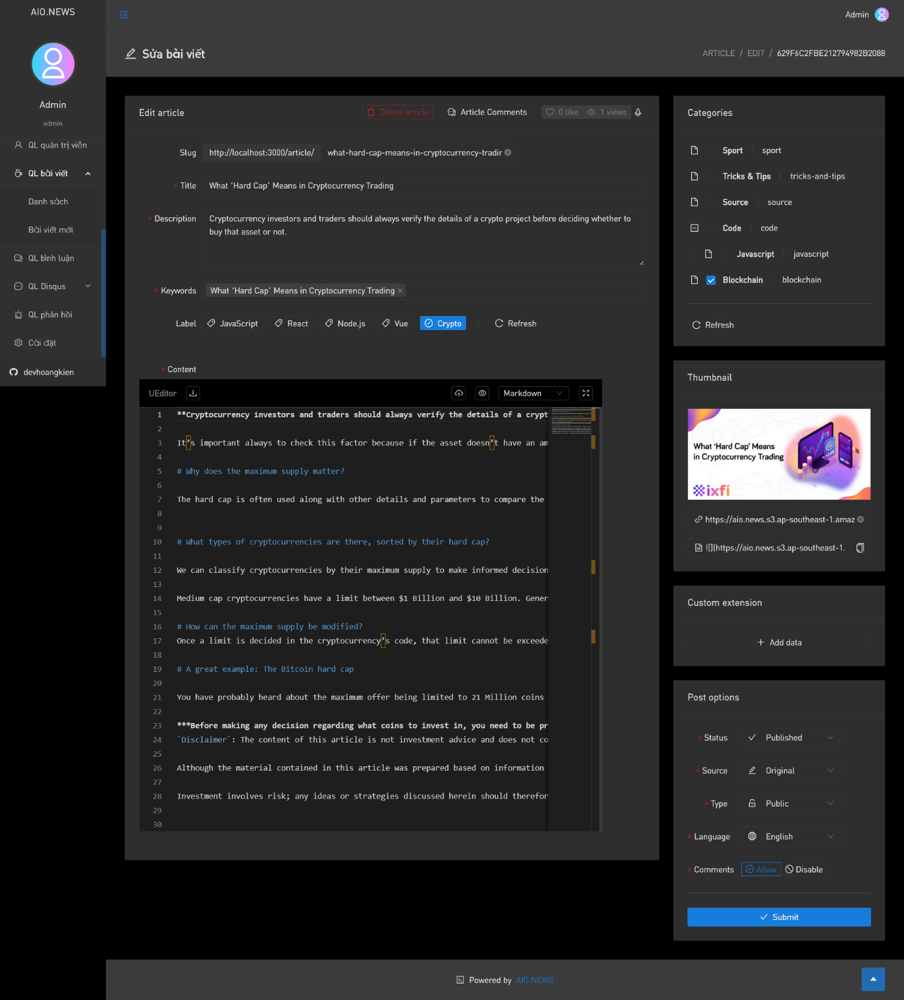 AIO.NEWS
Admin
Sửa bài viết
ARTICLE / EDIT / 629F6C2FBE212794982B2088
Admin
admin
QL quản trị viên
QL bài viết
Danh sách
Bài viết mới
QL bình luận
QL Disqus
QL phản hồi
Cài đặt
devhoangkien
Edit article
Delete article
Article Comments
0 like
1 views
Slug
http://localhost:3000/article/
what-hard-cap-means-in-cryptocurrency-tradir
* Title
What ‘Hard Cap’ Means in Cryptocurrency Trading
* Description
Cryptocurrency investors and traders should always verify the details of a crypto project before deciding whether to
buy that asset or not.
* Keywords
What ‘Hard Cap’ Means in Cryptocurrency Trading
Label
JavaScript
React
Node.js
Vue
Crypto
Refresh
* Content
UEditor
Markdown
1 **Cryptocurrency investors and traders should always verify the details of a crypt
2
3 It’s important always to check this factor because if the asset doesn’t have an am
4
5 # Why does the maximum supply matter?
6
7 The hard cap is often used along with other details and parameters to compare the
8
9
10 # What types of cryptocurrencies are there, sorted by their hard cap?
11
12 We can classify cryptocurrencies by their maximum supply to make informed decision
13
14 Medium cap cryptocurrencies have a limit between $1 Billion and $10 Billion. Gener
15
16 # How can the maximum supply be modified?
17 Once a limit is decided in the cryptocurrency’s code, that limit cannot be exceede
18
19 # A great example: The Bitcoin hard cap
20
21 You have probably heard about the maximum offer being limited to 21 Million coins
22
23 ***Before making any decision regarding what coins to invest in, you need to be pr
24 `Disclaimer`: The content of this article is not investment advice and does not co
25
26 Although the material contained in this article was prepared based on information
27
28 Investment involves risk; any ideas or strategies discussed herein should therefor
29
30
Categories
Sport | sport
Tricks & Tips | tricks-and-tips
Source | source
Code | code
Javascript | javascript
Blockchain | blockchain
Refresh
Thumbnail
What ‘Hard Cap’ Means
in Cryptocurrency Trading
ixfi
https://aio.news.s3.ap-southeast-1.amaz
![](https://aio.news.s3.ap-southeast-1.
Custom extension
+ Add data
Post options
* Status
Published
* Source
Original
* Type
Public
* Language
English
* Comments
Allow
Disable
Submit
Powered by AIO.NEWS